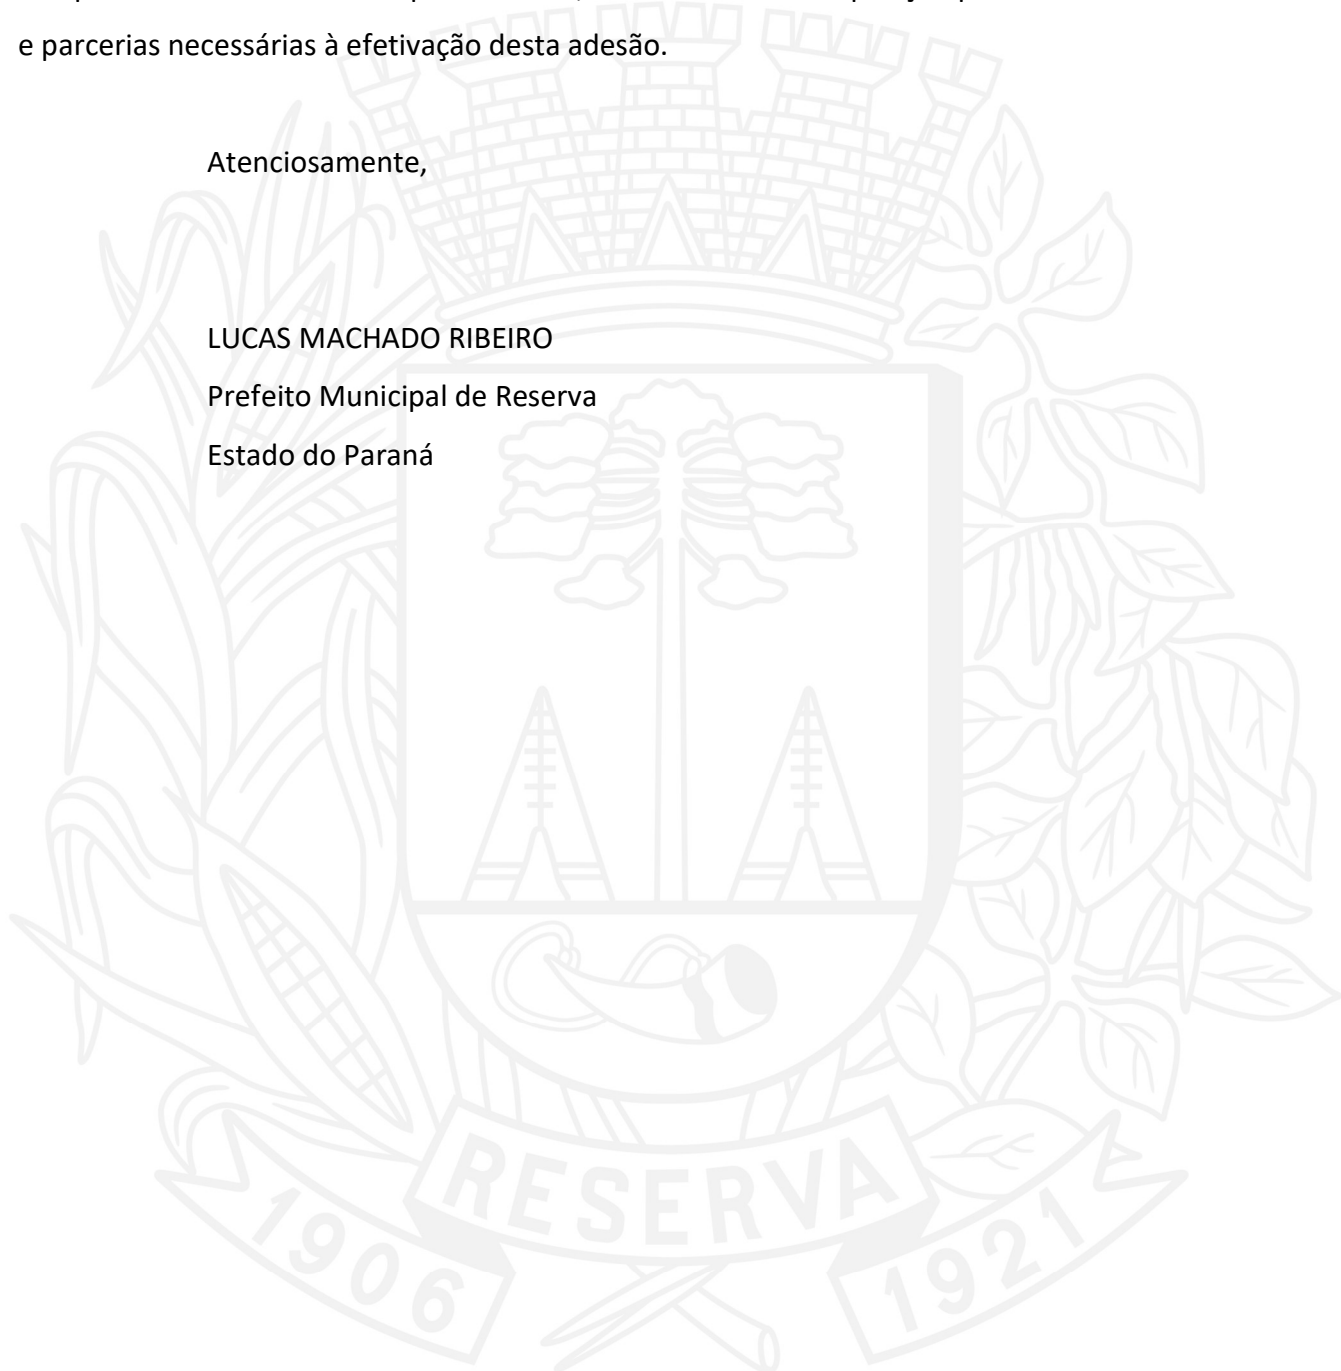 e parcerias necessárias à efetivação desta adesão.
Atenciosamente,
LUCAS MACHADO RIBEIRO
Prefeito Municipal de Reserva
Estado do Paraná
RESERVA
1906
1921